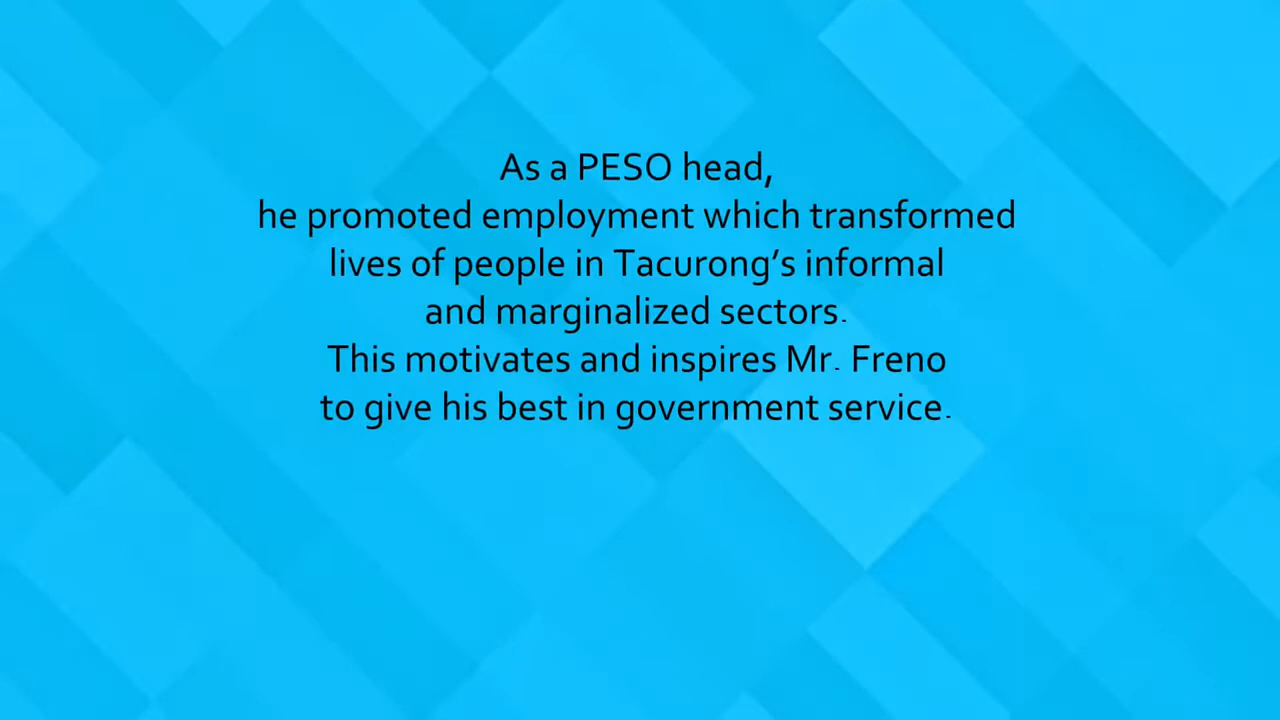 As a PESO head,
he promoted employment which transformed
lives of people in Tacurong’s informal
and marginalized sectors.
This motivates and inspires Mr. Freno
to give his best in government service.